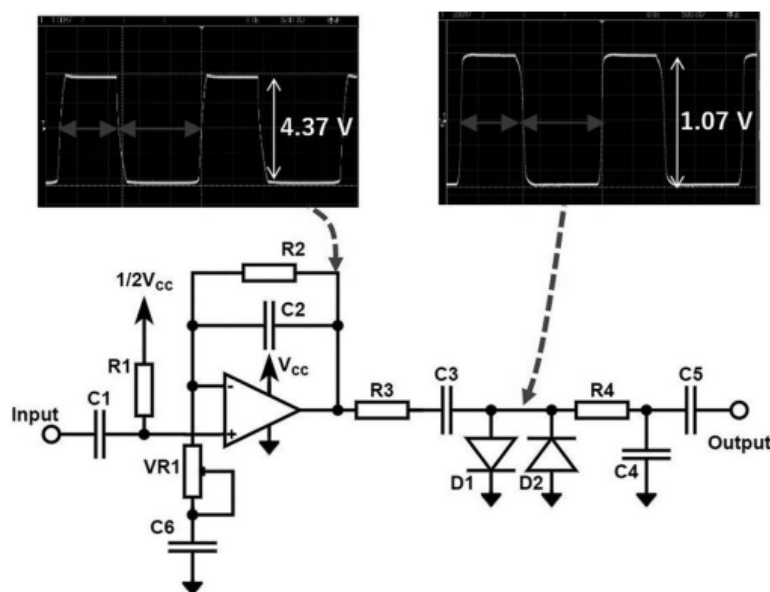 4.37 V
1.07 V
R2
1/2Vcc
C2
Vcc
R1
C1
R3
C3
R4
C5
Input
-
+
Output
VR1
D1
D2
C4
C6